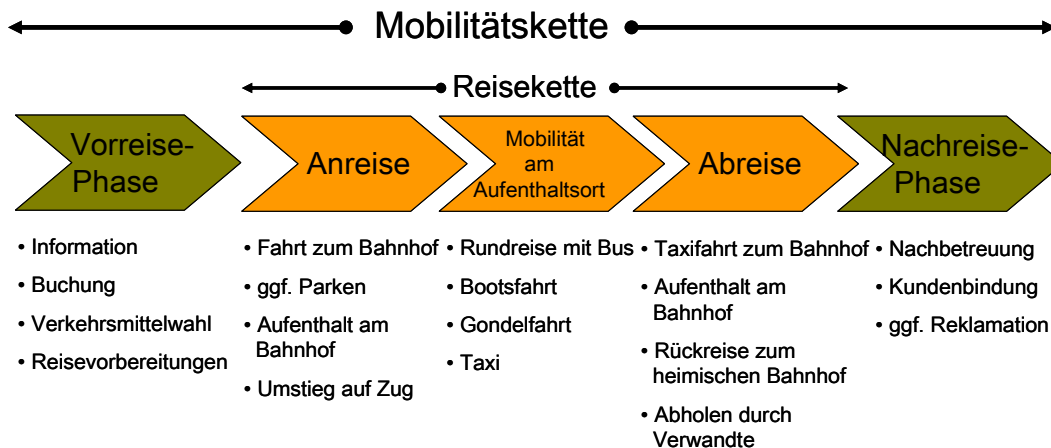 Mobilitätskette
Reisekette
Vorreise-
Phase
Anreise
Mobilität
am
Aufenthaltsort
Abreise
Nachreise-
Phase
• Information
• Buchung
• Verkehrsmittelwahl
• Reisevorbereitungen
• Fahrt zum Bahnhof
• ggf. Parken
• Aufenthalt am
Bahnhof
• Umstieg auf Zug
• Rundreise mit Bus
• Bootsfahrt
• Gondelfahrt
• Taxi
• Taxifahrt zum Bahnhof
• Aufenthalt am
Bahnhof
• Rückreise zum
heimischen Bahnhof
• Abholen durch
Verwandte
• Nachbetreuung
• Kundenbindung
• ggf. Reklamation